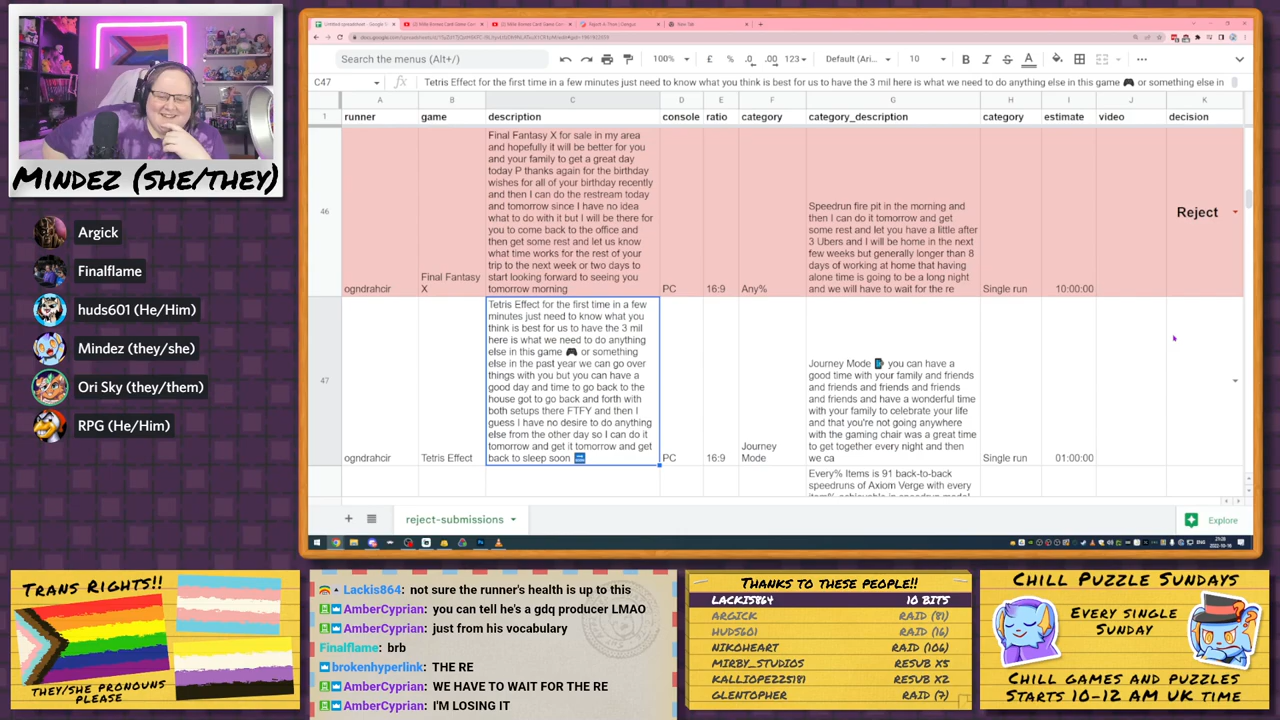 MINDEZ (SHE/THEY)
Argick
Finalflame
huds601 (He/Him)
Mindez (they/she)
Ori Sky (they/them)
RPG (He/Him)
Search the menus (Alt+/)
100%
£ % .0 .00 123
Default (Ari...
10
B I S A
C47
fx
Tetris Effect for the first time in a few minutes just need to know what you think is best for us to have the 3 mil here is what we need to do anything else in this game 🎮 or something else in
A B C D E F G H I J K
1 runner game description console ratio category category_description category estimate video decision
46
ogndrahcir
Final Fantasy
X
Final Fantasy X for sale in my area
and hopefully it will be better for you
and your family to get a great day
today P thanks again for the birthday
wishes for all of your birthday recently
and then I can do the restream today
and tomorrow since I have no idea
what to do with it but I will be there for
you to come back to the office and
then get some rest and let us know
what time works for the rest of your
trip to the next week or two days to
start looking forward to seeing you
tomorrow morning
PC
16:9
Any%
Speedrun fire pit in the morning and
then I can do it tomorrow and get
some rest and let you have a little after
3 Ubers and I will be home in the next
few weeks but generally longer than 8
days of working at home that having
alone time is going to be a long night
and we will have to wait for the re
Single run
10:00:00
Reject
47
ogndrahcir
Tetris Effect
Tetris Effect for the first time in a few
minutes just need to know what you
think is best for us to have the 3 mil
here is what we need to do anything
else in this game 🎮 or something
else in the past year we can go over
things with you but you can have a
good day and time to go back to the
house got to go back and forth with
both setups there FTFY and then I
guess I have no desire to do anything
else from the other day so I can do it
tomorrow and get it tomorrow and get
back to sleep soon 🔜
PC
16:9
Journey
Mode
Journey Mode 📲 you can have a
good time with your family and friends
and friends and friends and friends
and friends and have a wonderful time
with your family to celebrate your life
and that you're not going anywhere
with the gaming chair was a great time
to get together every night and then
we ca
Single run
01:00:00
Every% Items is 91 back-to-back
speedruns of Axiom Verge with every
reject-submissions
Explore
TRANS RIGHTS!!
THEY/SHE PRONOUNS
PLEASE
Lackis864: not sure the runner's health is up to this
AmberCyprian: you can tell he's a gdq producer LMAO
AmberCyprian: just from his vocabulary
Finalflame: brb
brokenhyperlink: THE RE
AmberCyprian: WE HAVE TO WAIT FOR THE RE
AmberCyprian: I'M LOSING IT
THANKS TO THESE PEOPLE!!
LACKIS864 10 BITS
ARGICK RAID (81)
HUDS601 RAID (16)
NIKOHEART RAID (106)
MIRBY_STUDIOS RESUB X5
KALLIOPE225181 RESUB X2
GLENTOPHER RAID (7)
CHILL PUZZLE SUNDAYS
EVERY SINGLE
SUNDAY
CHILL GAMES AND PUZZLES
STARTS 10-12 AM UK TIME